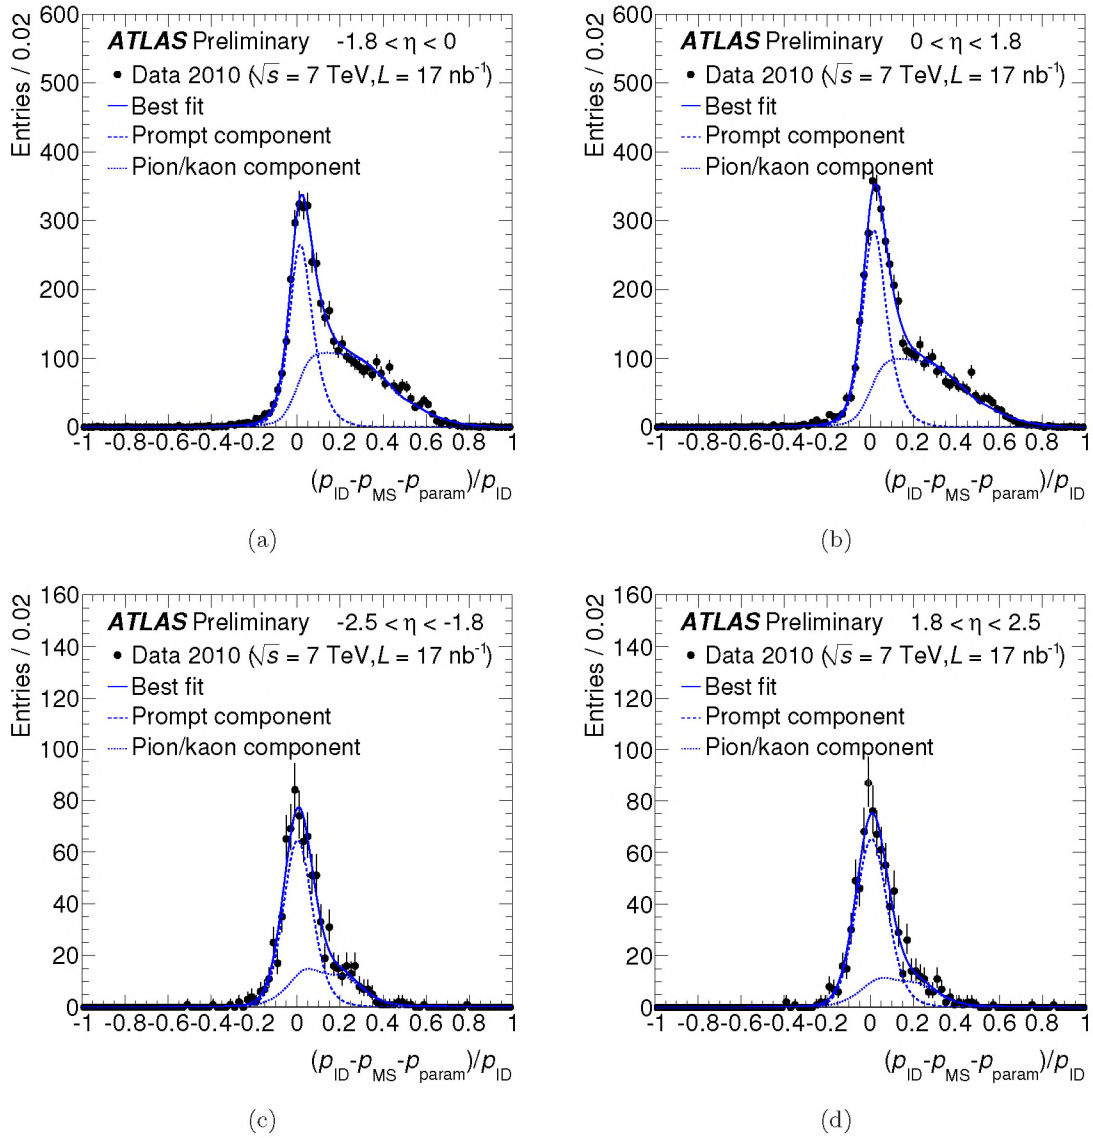 600
500
400
300
200
100
0
Entries / 0.02
ATLAS Preliminary -1.8 < η < 0
Data 2010 (√s = 7 TeV, L = 17 nb⁻¹)
Best fit
Prompt component
Pion/kaon component
-1 -0.8 -0.6 -0.4 -0.2 0 0.2 0.4 0.6 0.8 1
(p_ID-p_MS-p_param)/p_ID
(a)
600
500
400
300
200
100
0
Entries / 0.02
ATLAS Preliminary 0 < η < 1.8
Data 2010 (√s = 7 TeV, L = 17 nb⁻¹)
Best fit
Prompt component
Pion/kaon component
-1 -0.8 -0.6 -0.4 -0.2 0 0.2 0.4 0.6 0.8 1
(p_ID-p_MS-p_param)/p_ID
(b)
160
140
120
100
80
60
40
20
0
Entries / 0.02
ATLAS Preliminary -2.5 < η < -1.8
Data 2010 (√s = 7 TeV, L = 17 nb⁻¹)
Best fit
Prompt component
Pion/kaon component
-1 -0.8 -0.6 -0.4 -0.2 0 0.2 0.4 0.6 0.8 1
(p_ID-p_MS-p_param)/p_ID
(c)
160
140
120
100
80
60
40
20
0
Entries / 0.02
ATLAS Preliminary 1.8 < η < 2.5
Data 2010 (√s = 7 TeV, L = 17 nb⁻¹)
Best fit
Prompt component
Pion/kaon component
-1 -0.8 -0.6 -0.4 -0.2 0 0.2 0.4 0.6 0.8 1
(p_ID-p_MS-p_param)/p_ID
(d)